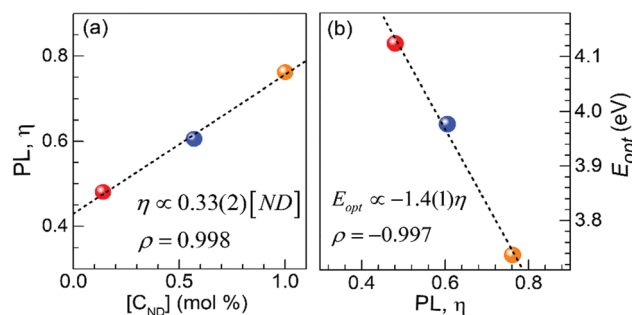 (a)
0.8
0.6
0.4
PL, η
η ∝ 0.33(2)[ND]
ρ = 0.998
0.0 0.5 1.0
[C_ND] (mol %)
(b)
4.1
4.0
3.9
3.8
E_opt (eV)
E_opt ∝ −1.4(1)η
ρ = −0.997
0.4 0.6 0.8
PL, η